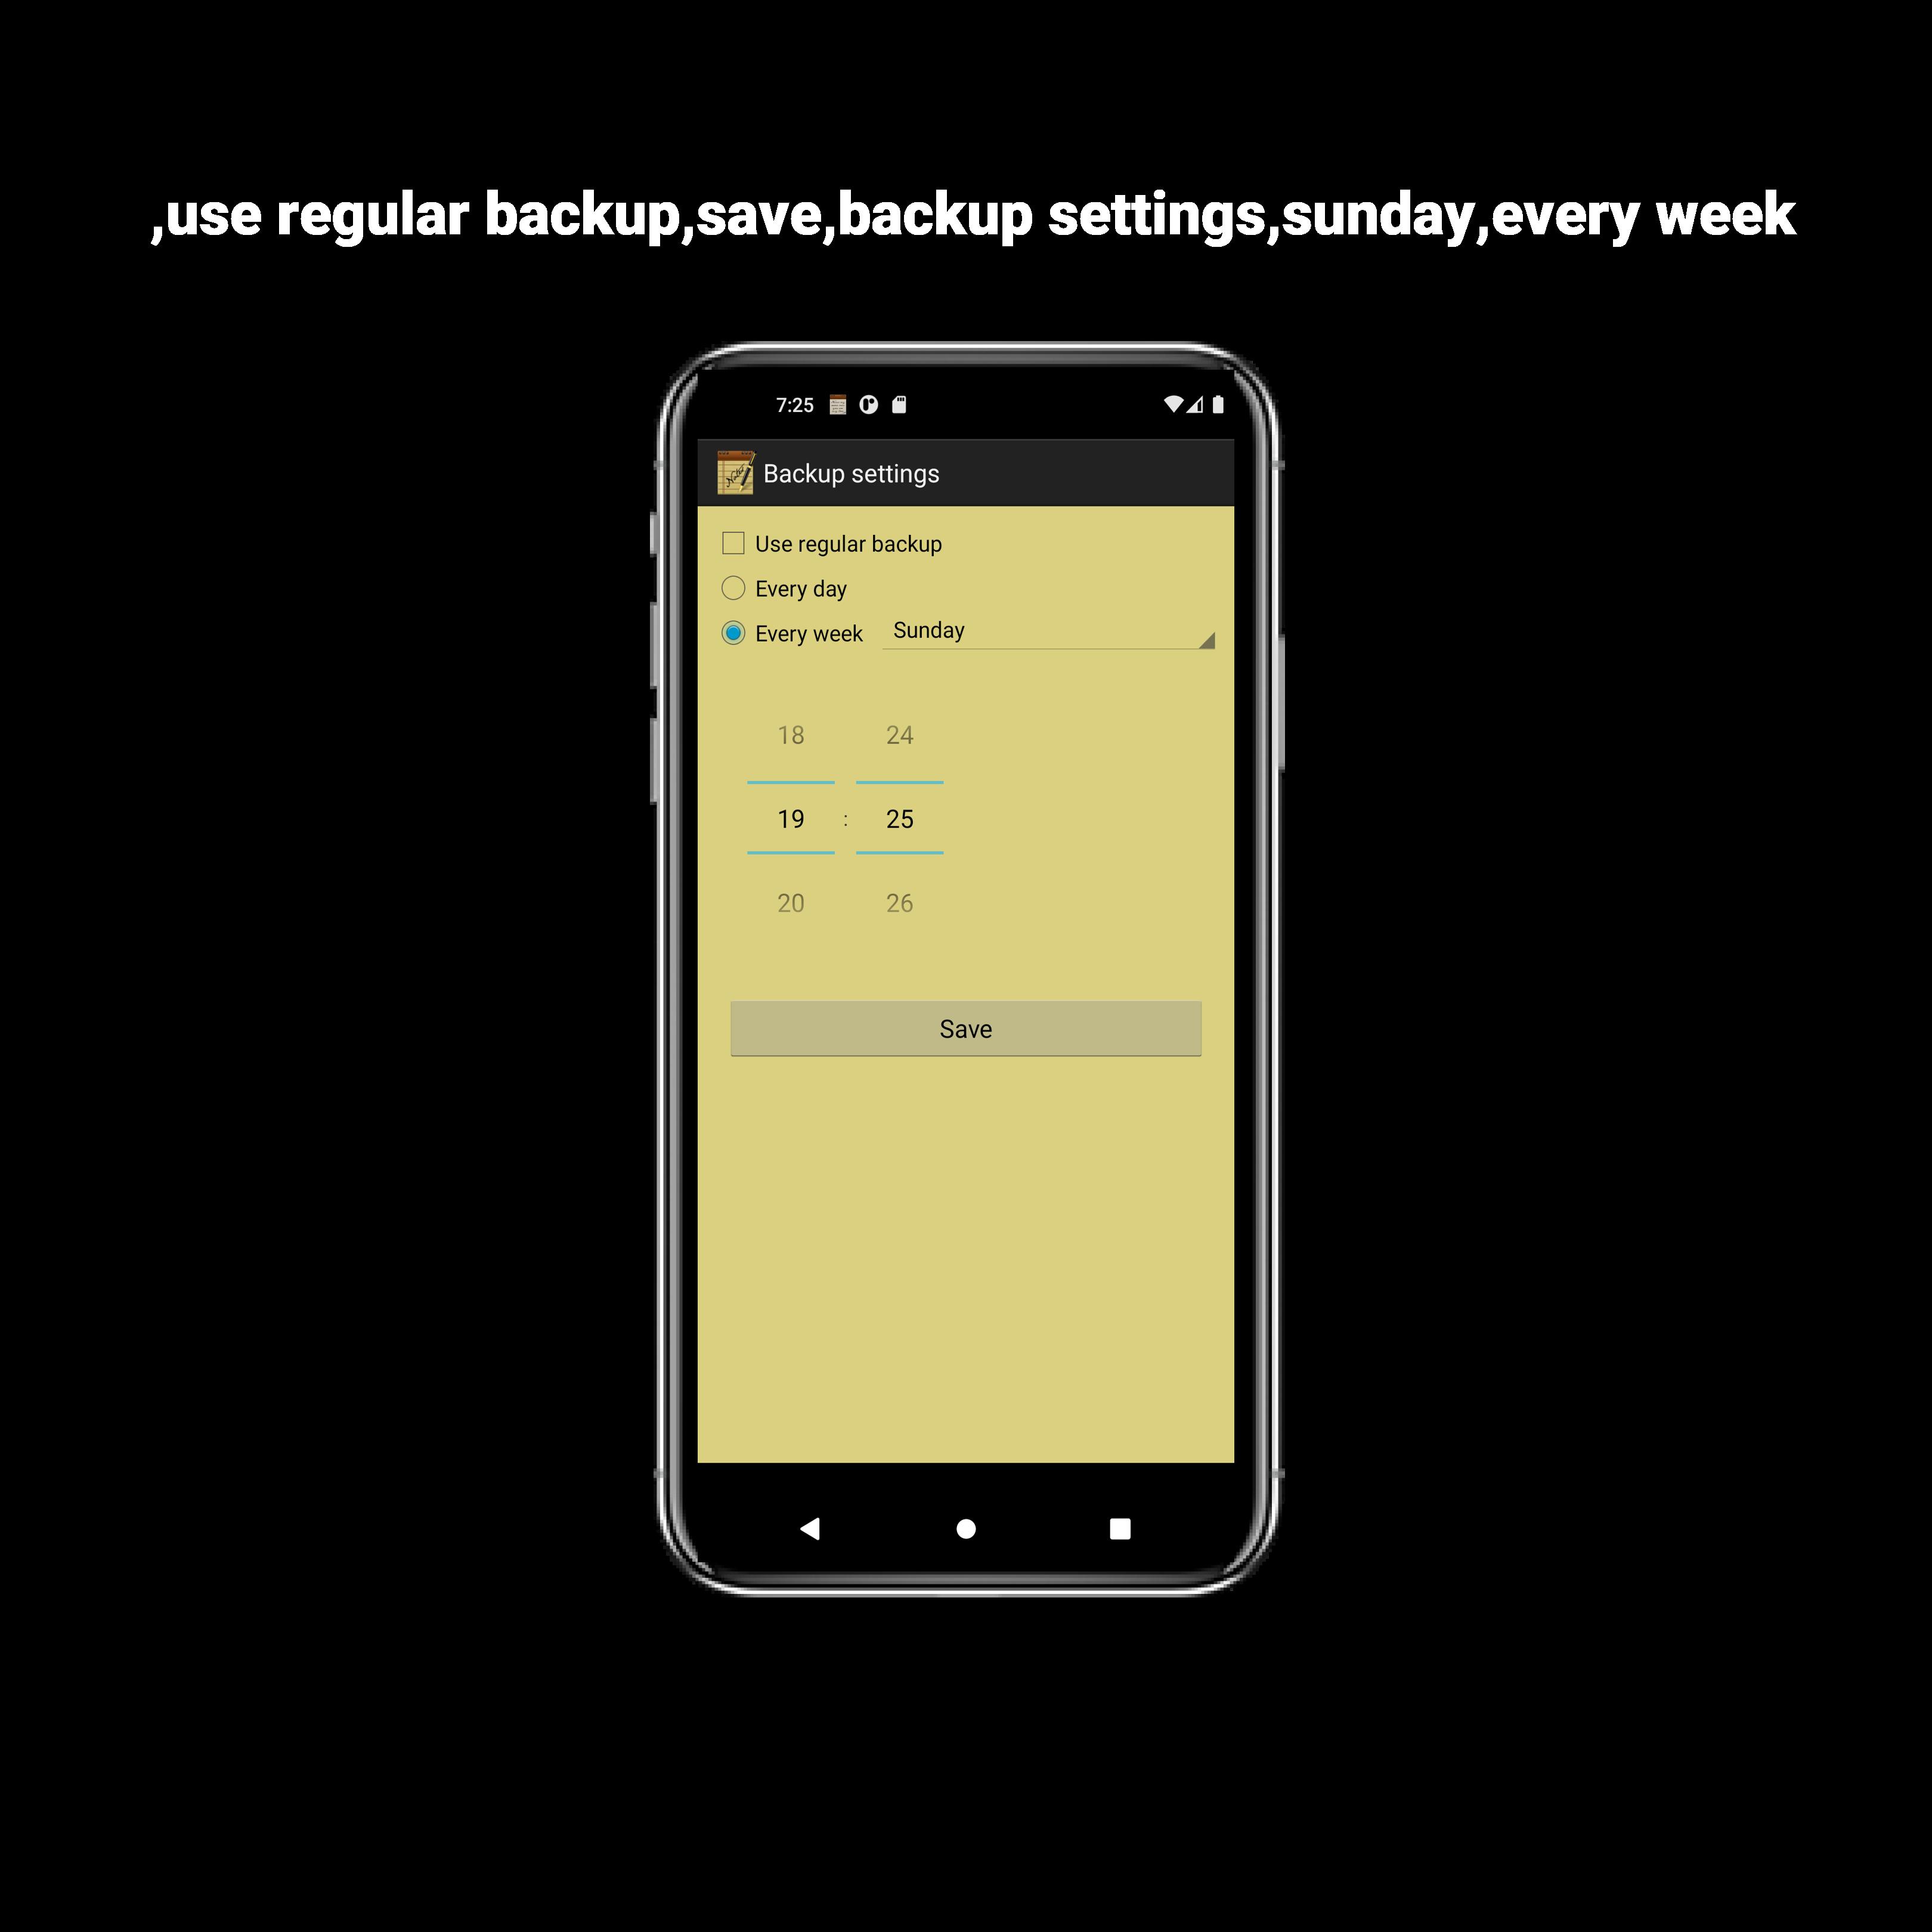 ,use regular backup,save,backup settings,sunday,every week
7:25
Notes
Backup settings
Use regular backup
Every day
Every week Sunday
18 24
19 : 25
20 26
Save